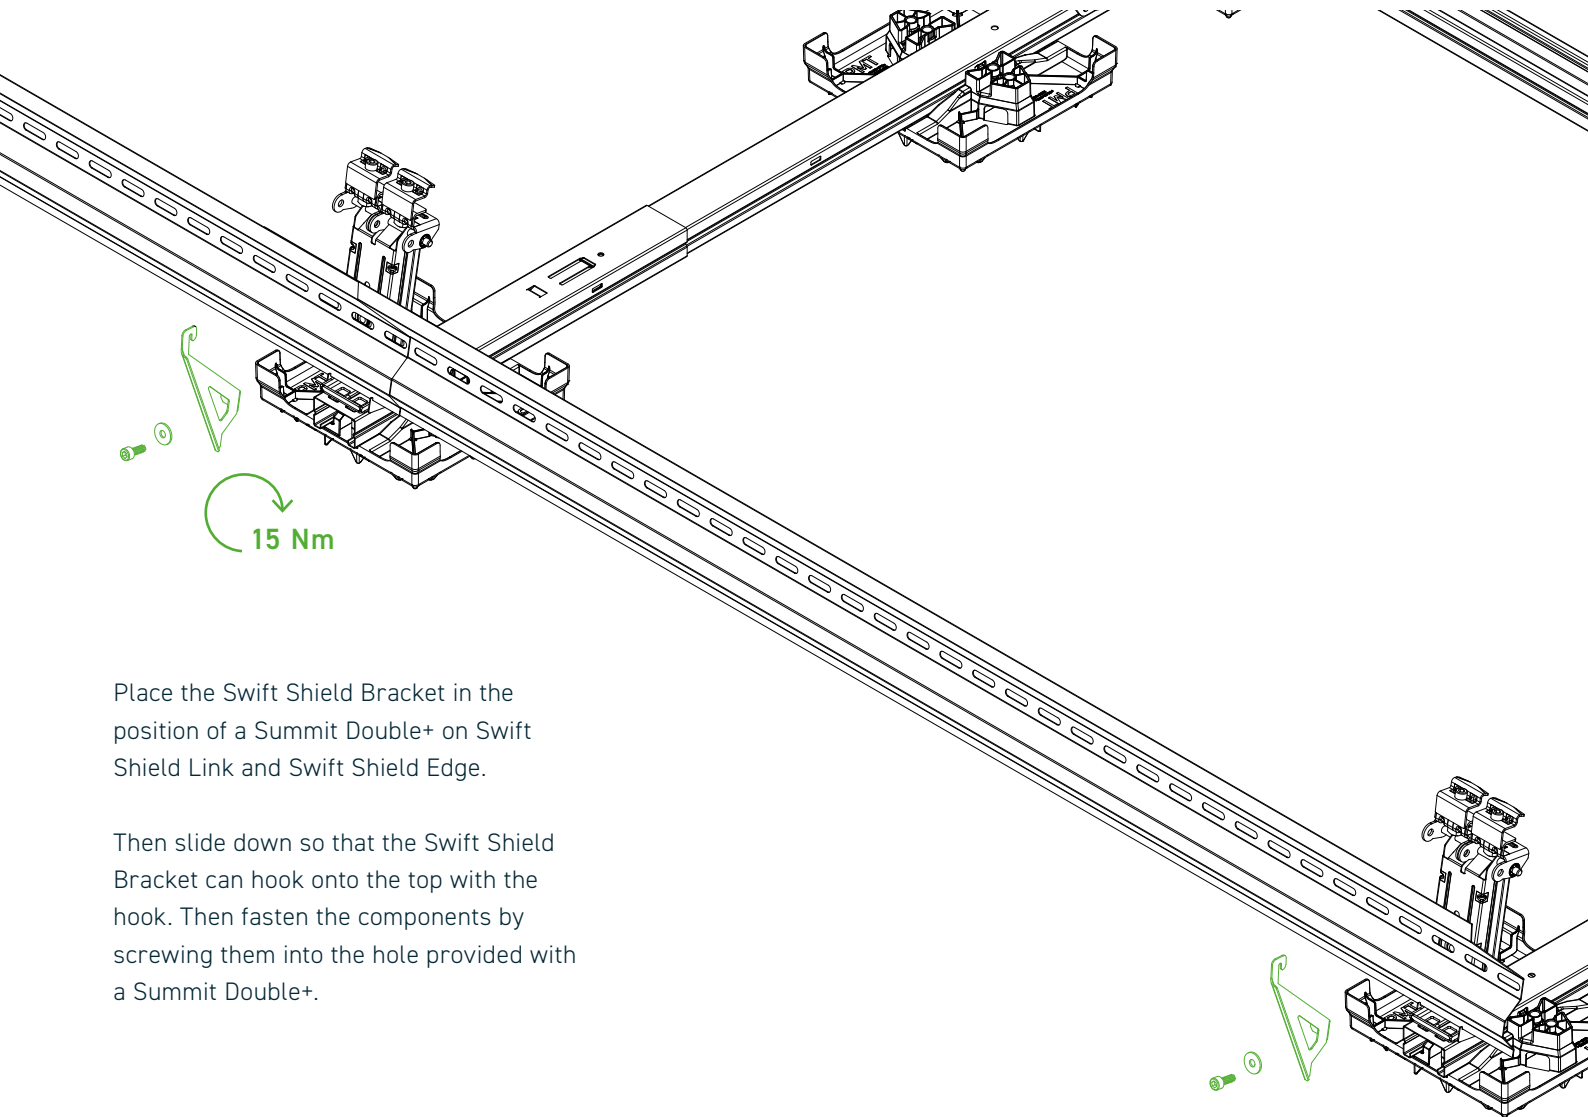 PMT
PMT
15 Nm
Place the Swift Shield Bracket in the
position of a Summit Double+ on Swift
Shield Link and Swift Shield Edge.
Then slide down so that the Swift Shield
Bracket can hook onto the top with the
hook. Then fasten the components by
screwing them into the hole provided with
a Summit Double+.